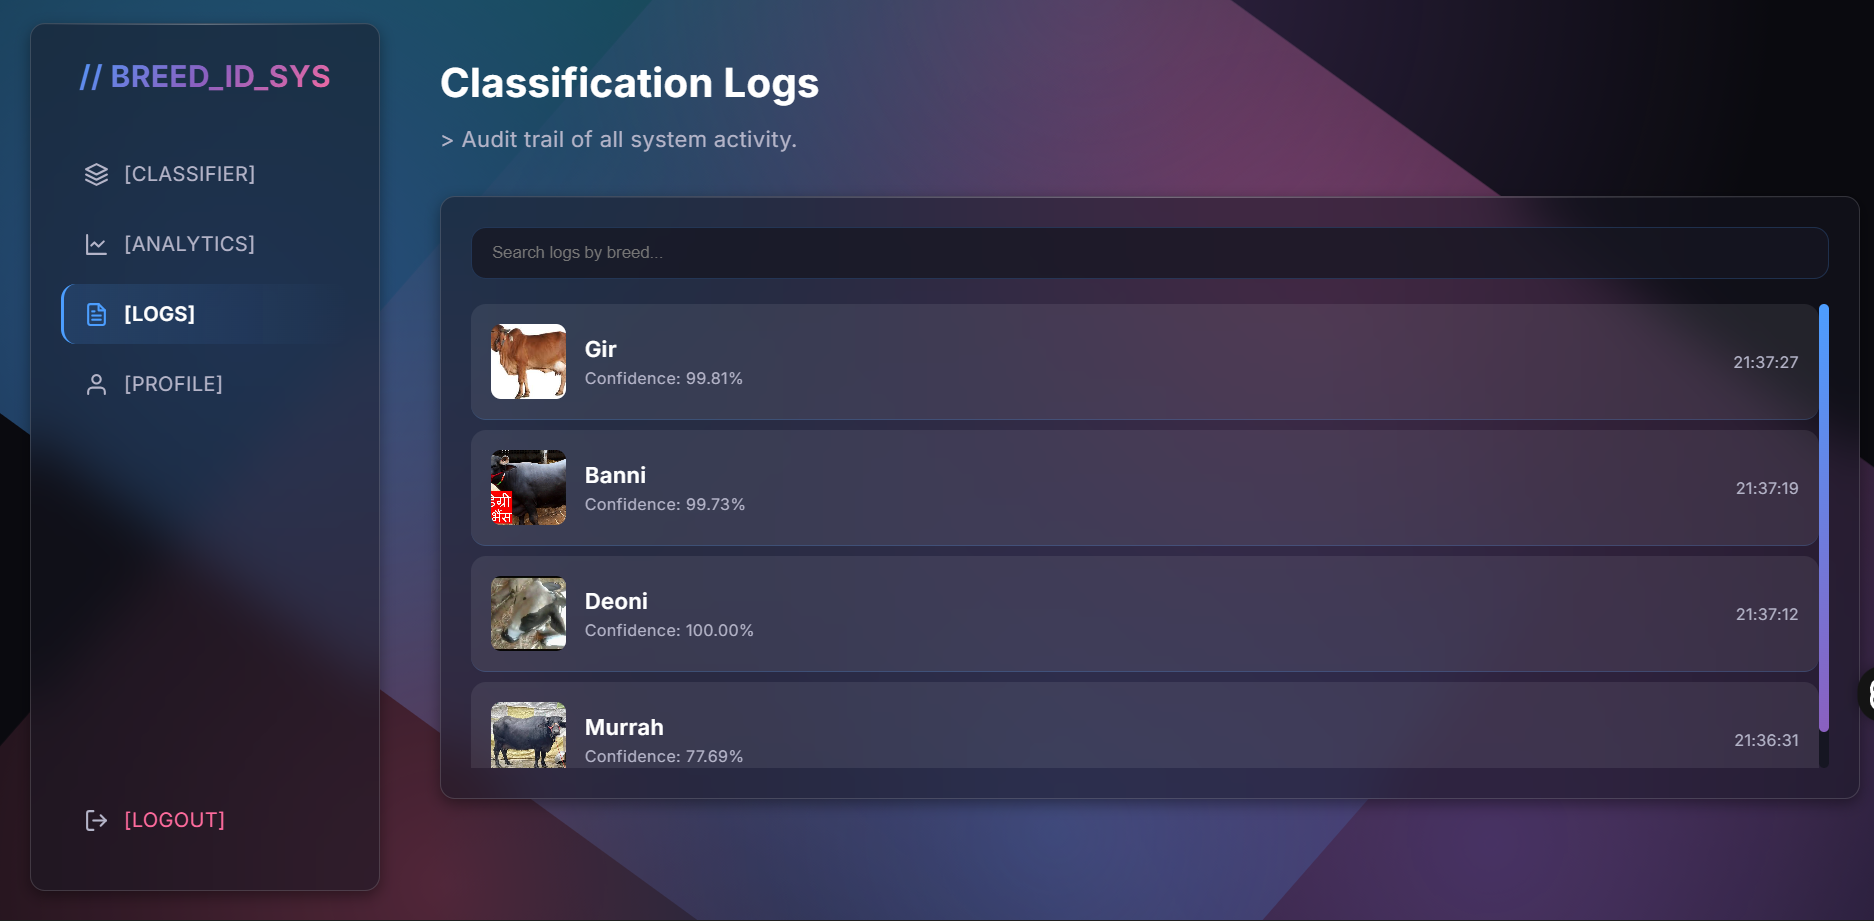 // BREED_ID_SYS
[CLASSIFIER]
[ANALYTICS]
[LOGS]
[PROFILE]
[LOGOUT]
Classification Logs
> Audit trail of all system activity.
Search logs by breed...
Gir
Confidence: 99.81%
21:37:27
Banni
Confidence: 99.73%
21:37:19
भैंस
Deoni
Confidence: 100.00%
21:37:12
Murrah
Confidence: 77.69%
21:36:31